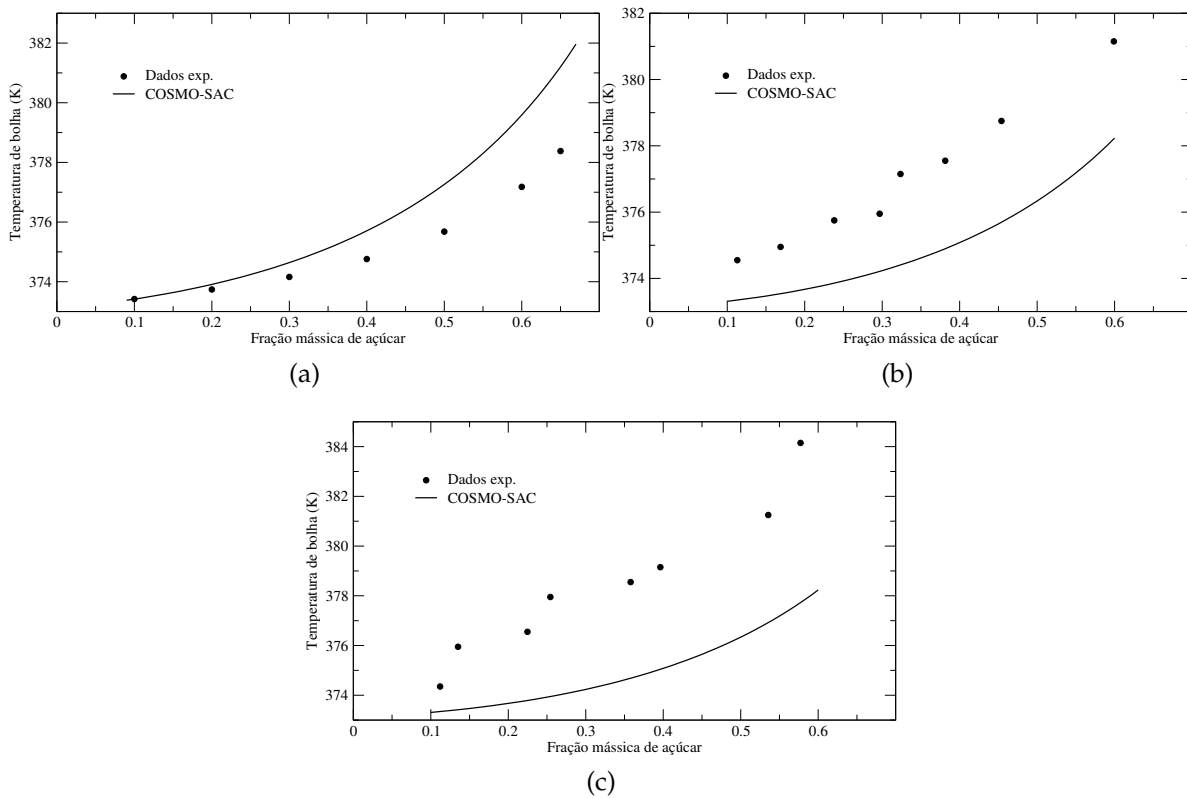 382
380
378
376
374
Temperatura de bolha (K)
Dados exp.
COSMO-SAC
0 0.1 0.2 0.3 0.4 0.5 0.6
Fração mássica de açúcar
(a)
382
380
378
376
374
Temperatura de bolha (K)
Dados exp.
COSMO-SAC
0 0.1 0.2 0.3 0.4 0.5 0.6
Fração mássica de açúcar
(b)
384
382
380
378
376
374
Temperatura de bolha (K)
Dados exp.
COSMO-SAC
0 0.1 0.2 0.3 0.4 0.5 0.6
Fração mássica de açúcar
(c)